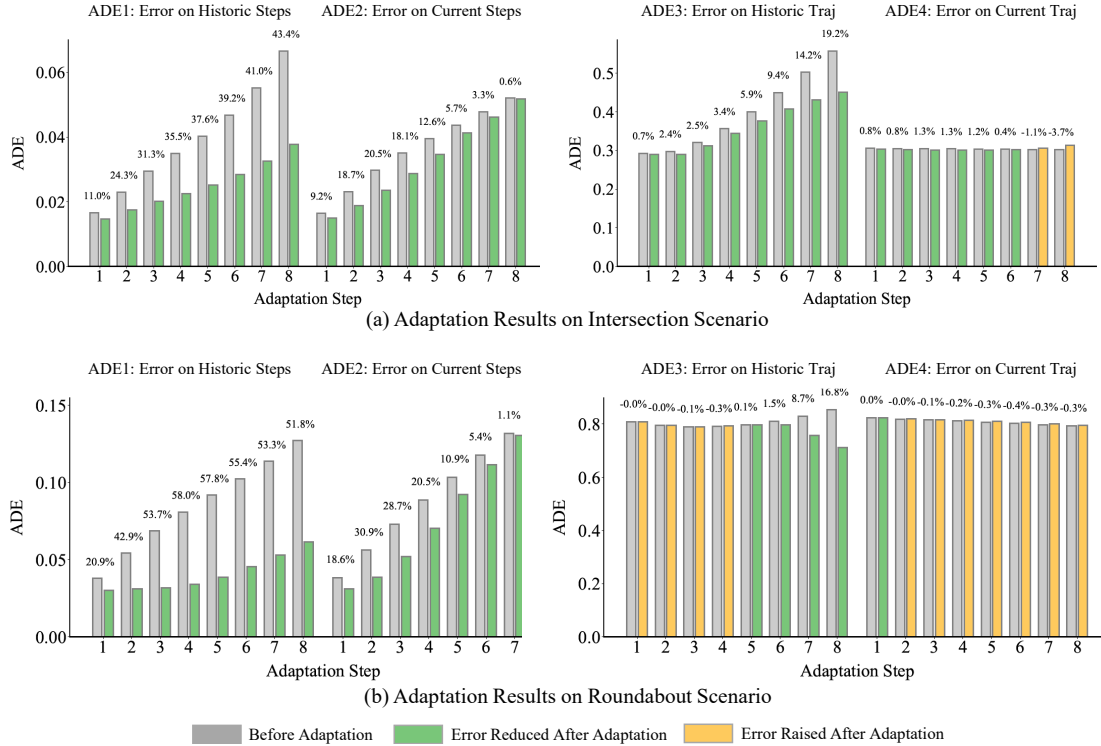 ADE1: Error on Historic Steps
ADE2: Error on Current Steps
ADE
0.06
0.04
0.02
0.00
11.0% 24.3% 31.3% 35.5% 37.6% 39.2% 41.0% 43.4%
9.2% 18.7% 20.5% 18.1% 12.6% 5.7% 3.3% 0.6%
1 2 3 4 5 6 7 8 1 2 3 4 5 6 7 8
Adaptation Step
ADE3: Error on Historic Traj
ADE4: Error on Current Traj
ADE
0.5
0.4
0.3
0.2
0.1
0.0
0.7% 2.4% 2.5% 3.4% 5.9% 9.4% 14.2% 19.2%
0.8% 0.8% 1.3% 1.3% 1.2% 0.4% -1.1% -3.7%
1 2 3 4 5 6 7 8 1 2 3 4 5 6 7 8
Adaptation Step
(a) Adaptation Results on Intersection Scenario
ADE1: Error on Historic Steps
ADE2: Error on Current Steps
ADE
0.15
0.10
0.05
0.00
20.9% 42.9% 53.7% 58.0% 57.8% 55.4% 53.3% 51.8%
18.6% 30.9% 28.7% 20.5% 10.9% 5.4% 1.1%
1 2 3 4 5 6 7 8 1 2 3 4 5 6 7
Adaptation Step
ADE3: Error on Historic Traj
ADE4: Error on Current Traj
ADE
0.8
0.6
0.4
0.2
0.0
-0.0% -0.0% -0.1% -0.3% 0.1% 1.5% 8.7% 16.8%
0.0% -0.0% -0.1% -0.2% -0.3% -0.4% -0.3% -0.3%
1 2 3 4 5 6 7 8 1 2 3 4 5 6 7 8
Adaptation Step
(b) Adaptation Results on Roundabout Scenario
Before Adaptation
Error Reduced After Adaptation
Error Raised After Adaptation